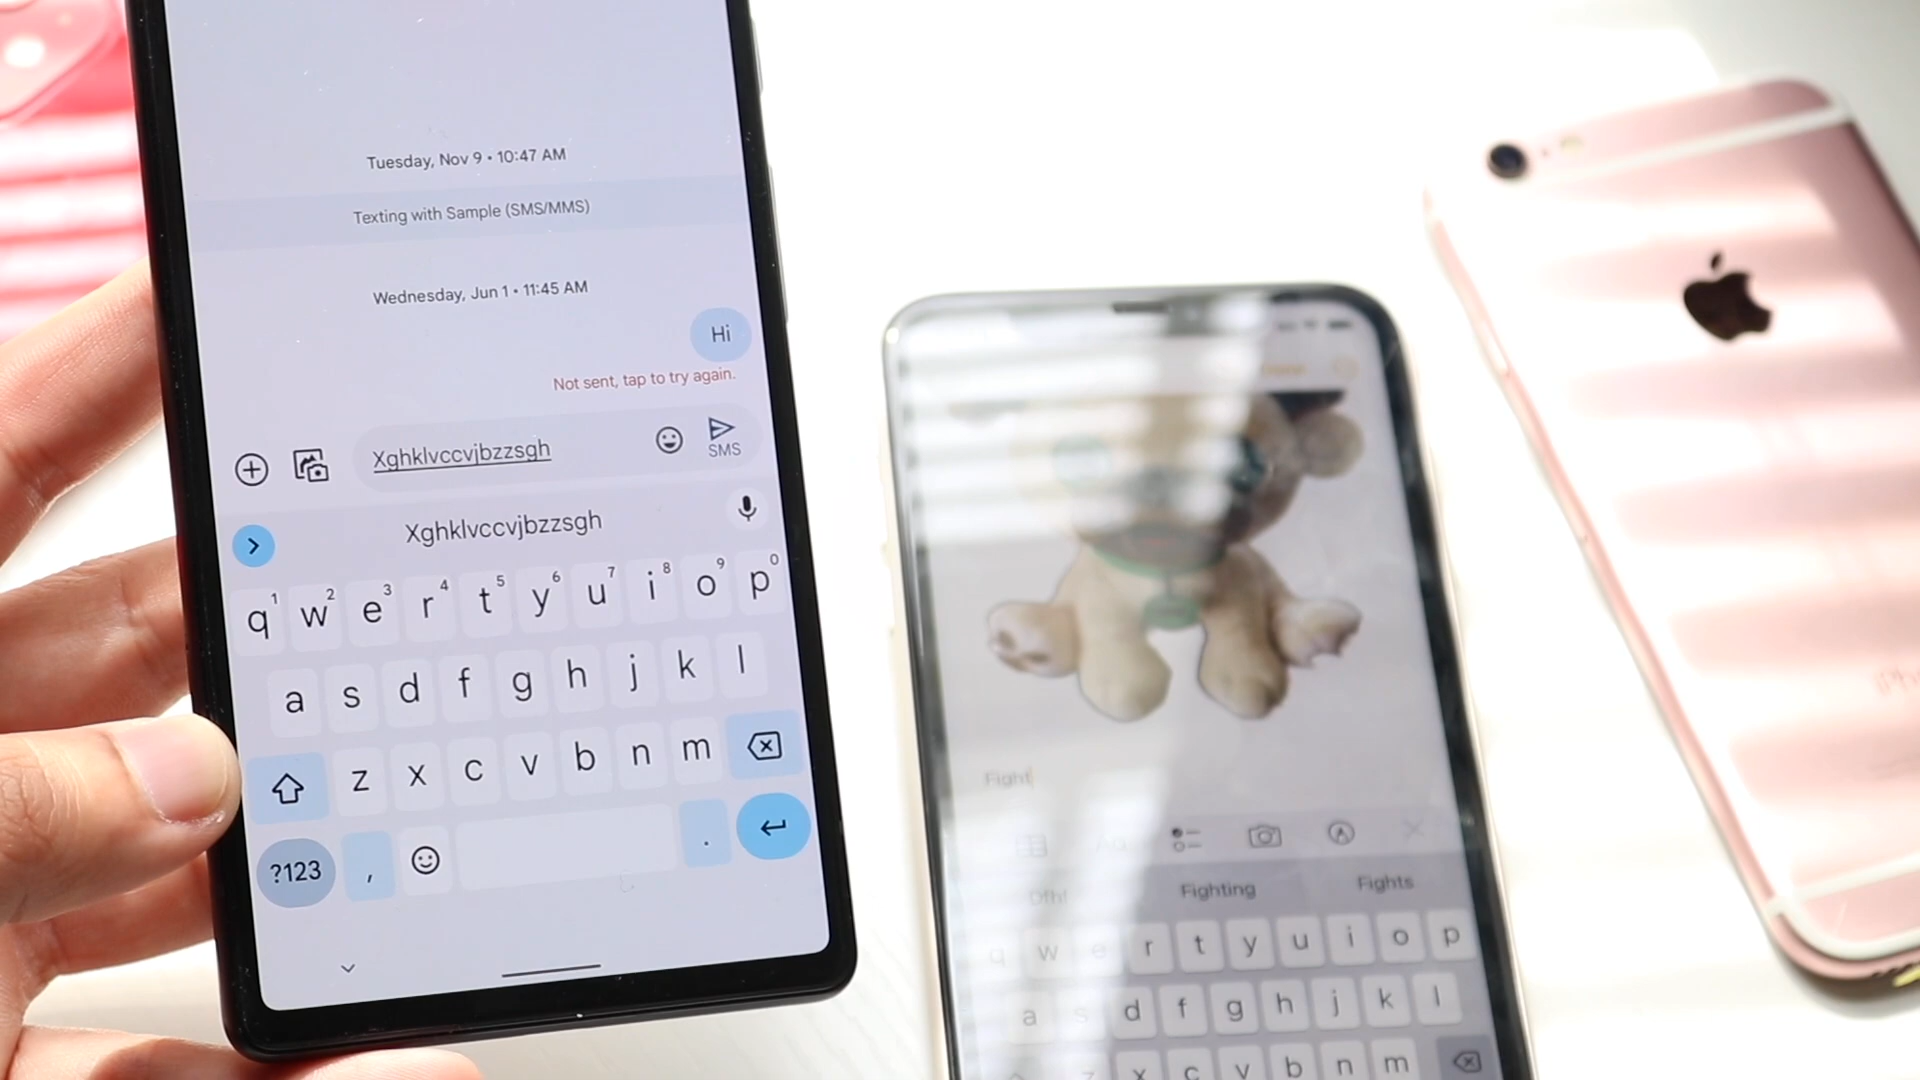 Tuesday, Nov 9 • 10:47 AM
Texting with Sample (SMS/MMS)
Wednesday, Jun 1 • 11:45 AM
Hi
Not sent, tap to try again.
Xghklvccvjbzzsgh
SMS
Xghklvccvjbzzsgh
q1 w2 e3 r4 t5 y6 u7 i8 o9 p0
a s d f g h j k l
z x c v b n m
?123 , .
Done
Fight
Fighting Fights
q w e r t y u i o p
a s d f g h j k l
z x c v b n m